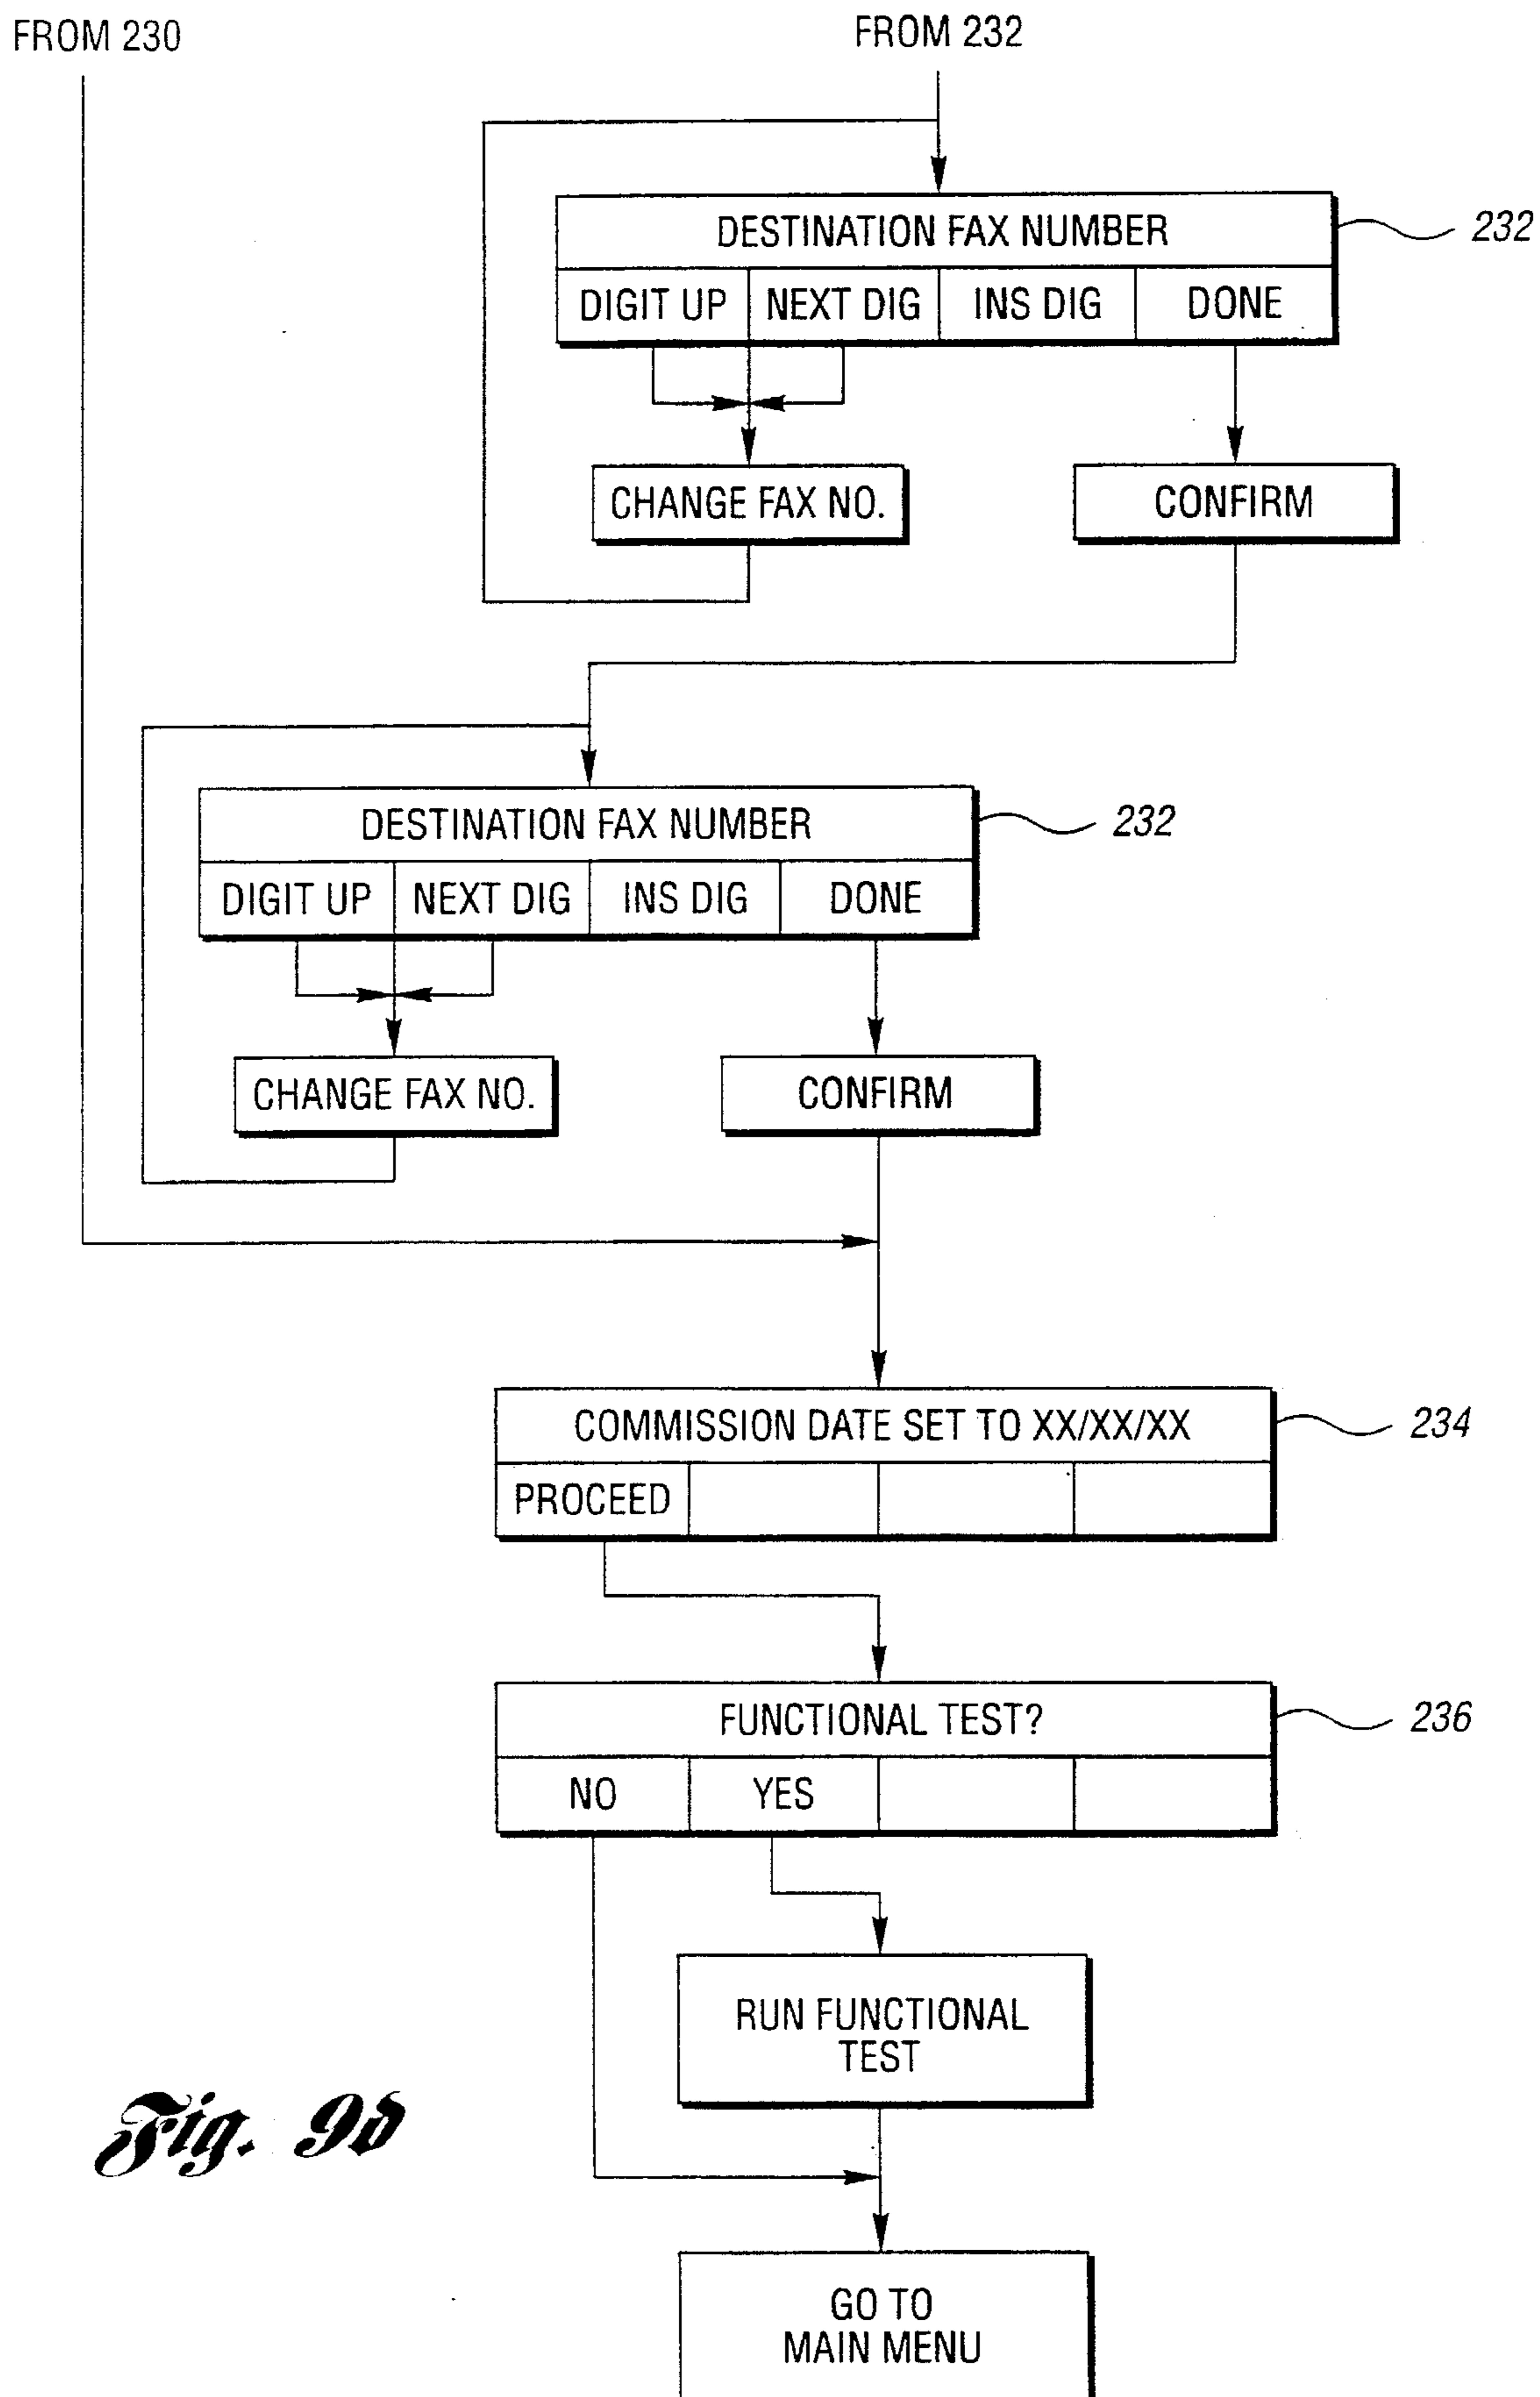 FROM 230
FROM 232
DESTINATION FAX NUMBER
232
DIGIT UP NEXT DIG INS DIG DONE
CHANGE FAX NO.
CONFIRM
DESTINATION FAX NUMBER
232
DIGIT UP NEXT DIG INS DIG DONE
CHANGE FAX NO.
CONFIRM
COMMISSION DATE SET TO XX/XX/XX
234
PROCEED
FUNCTIONAL TEST?
236
NO YES
RUN FUNCTIONAL
TEST
Fig. 9d
GO TO
MAIN MENU